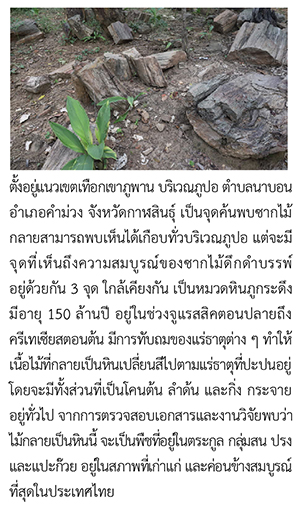 ตั้งอยู่แนวเขตเทือกเขาภูพาน บริเวณภูปอ ตำบลนาบอน
อำเภอคำม่วง จังหวัดกาฬสินธุ์ เป็นจุดค้นพบซากไม้
กลายสามารถพบเห็นได้เกือบทั่วบริเวณภูปอ แต่จะมี
จุดที่เห็นถึงความสมบูรณ์ของซากไม้ดึกดำบรรพ์
อยู่ด้วยกัน 3 จุด ใกล้เคียงกัน เป็นหมวดหินภูกระดึง
มีอายุ 150 ล้านปี อยู่ในช่วงจูแรสสิคตอนปลายถึง
ครีเทเซียสตอนต้น มีการทับถมของแร่ธาตุต่าง ๆ ทำให้
เนื้อไม้ที่กลายเป็นหินเปลี่ยนสีไปตามแร่ธาตุที่ปะปนอยู่
โดยจะมีทั้งส่วนที่เป็นโคนต้น ลำต้น และกิ่ง กระจาย
อยู่ทั่วไป จากการตรวจสอบเอกสารและงานวิจัยพบว่า
ไม้กลายเป็นหินนี้ จะเป็นพืชที่อยู่ในตระกูล กลุ่มสน ปรง
และแปะก๊วย อยู่ในสภาพที่เก่าแก่ และค่อนข้างสมบูรณ์
ที่สุดในประเทศไทย